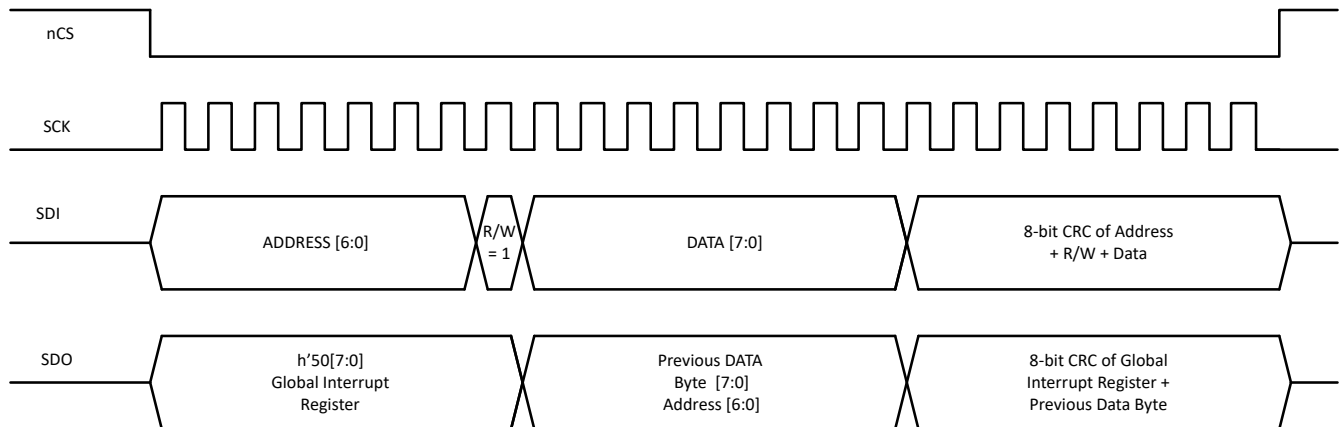 nCS
SCK
SDI
ADDRESS [6:0]
R/W
= 1
DATA [7:0]
8-bit CRC of Address
+ R/W + Data
SDO
h'50[7:0]
Global Interrupt
Register
Previous DATA
Byte [7:0]
Address [6:0]
8-bit CRC of Global
Interrupt Register +
Previous Data Byte